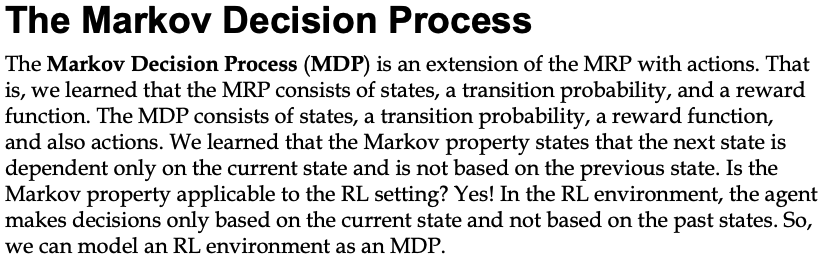 The Markov Decision Process
The Markov Decision Process (MDP) is an extension of the MRP with actions. That
is, we learned that the MRP consists of states, a transition probability, and a reward
function. The MDP consists of states, a transition probability, a reward function,
and also actions. We learned that the Markov property states that the next state is
dependent only on the current state and is not based on the previous state. Is the
Markov property applicable to the RL setting? Yes! In the RL environment, the agent
makes decisions only based on the current state and not based on the past states. So,
we can model an RL environment as an MDP.